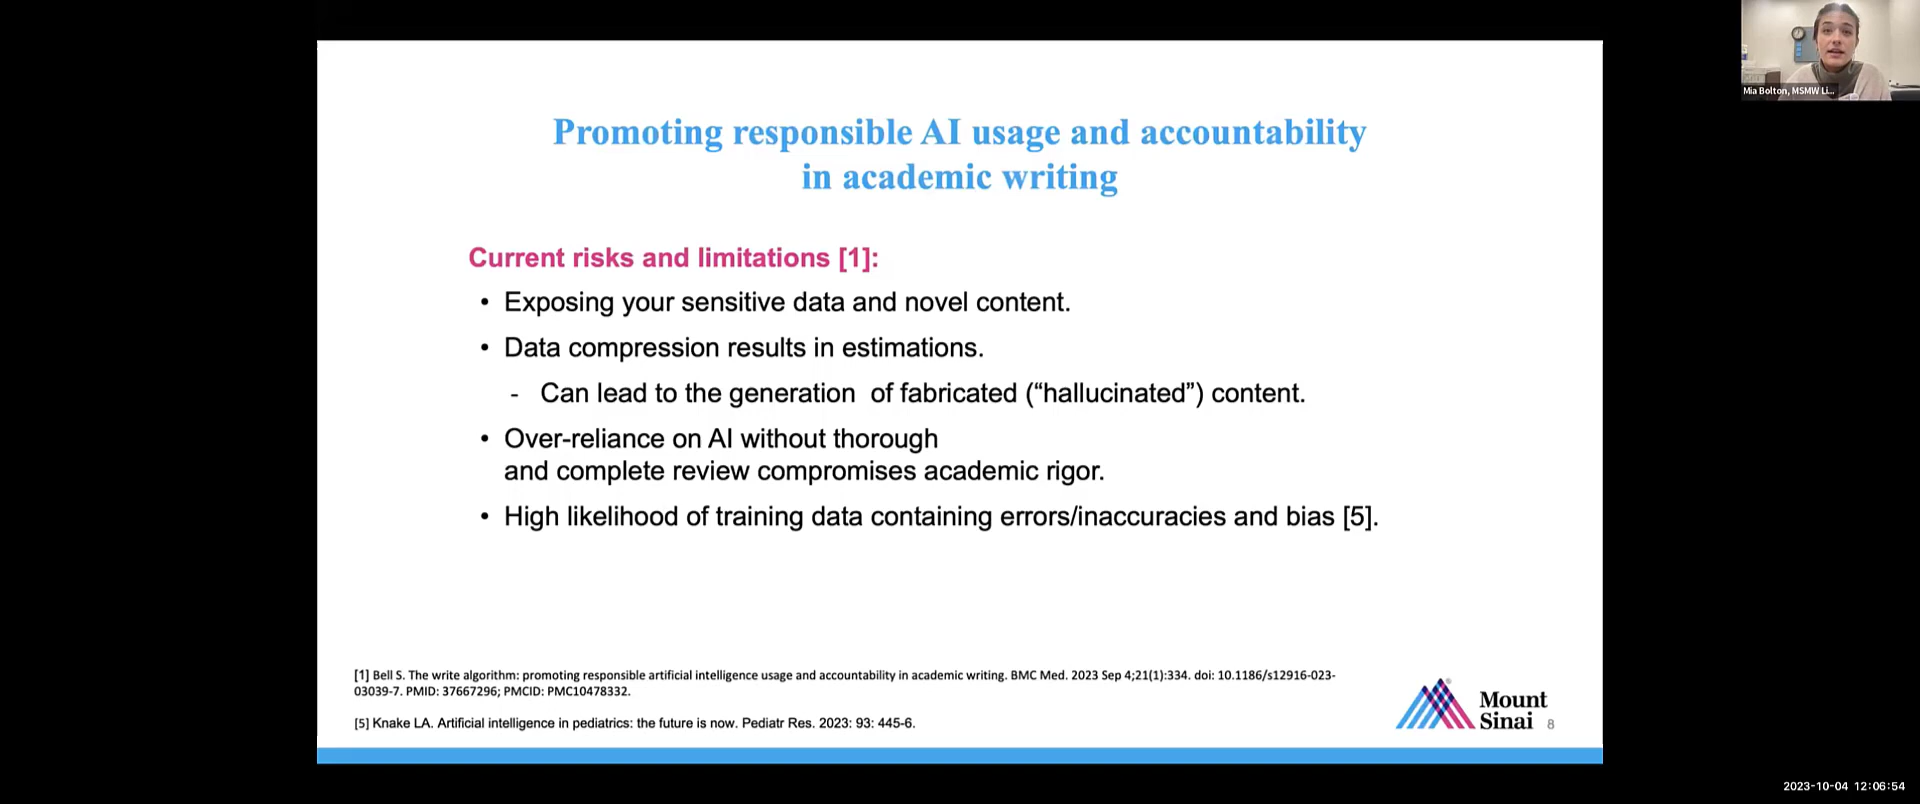 Promoting responsible AI usage and accountability
in academic writing
Current risks and limitations [1]:
• Exposing your sensitive data and novel content.
• Data compression results in estimations.
- Can lead to the generation  of fabricated (“hallucinated”) content.
• Over-reliance on AI without thorough
and complete review compromises academic rigor.
• High likelihood of training data containing errors/inaccuracies and bias [5].
[1] Bell S. The write algorithm: promoting responsible artificial intelligence usage and accountability in academic writing. BMC Med. 2023 Sep 4;21(1):334. doi: 10.1186/s12916-023-
03039-7. PMID: 37667296; PMCID: PMC10478332.
[5] Knake LA. Artificial intelligence in pediatrics: the future is now. Pediatr Res. 2023: 93: 445-6.
Mount
Sinai
8
Mia Bolton, MSMW Li...
2023-10-04 12:06:54